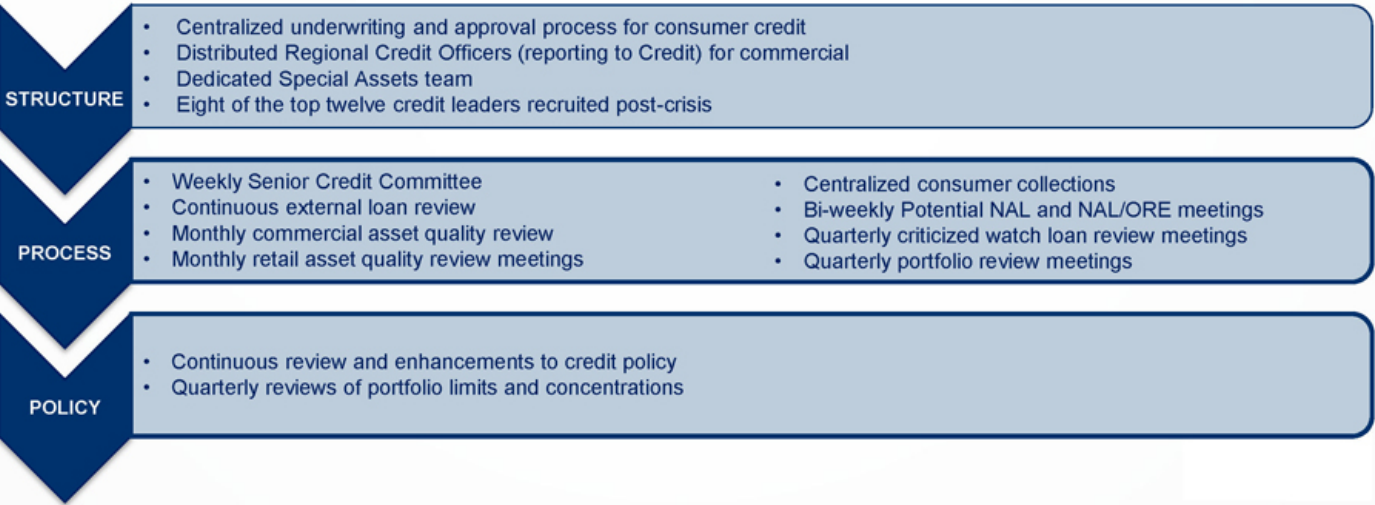 STRUCTURE
• Centralized underwriting and approval process for consumer credit
• Distributed Regional Credit Officers (reporting to Credit) for commercial
• Dedicated Special Assets team
• Eight of the top twelve credit leaders recruited post-crisis
PROCESS
• Weekly Senior Credit Committee
• Continuous external loan review
• Monthly commercial asset quality review
• Monthly retail asset quality review meetings
• Centralized consumer collections
• Bi-weekly Potential NAL and NAL/ORE meetings
• Quarterly criticized watch loan review meetings
• Quarterly portfolio review meetings
POLICY
• Continuous review and enhancements to credit policy
• Quarterly reviews of portfolio limits and concentrations